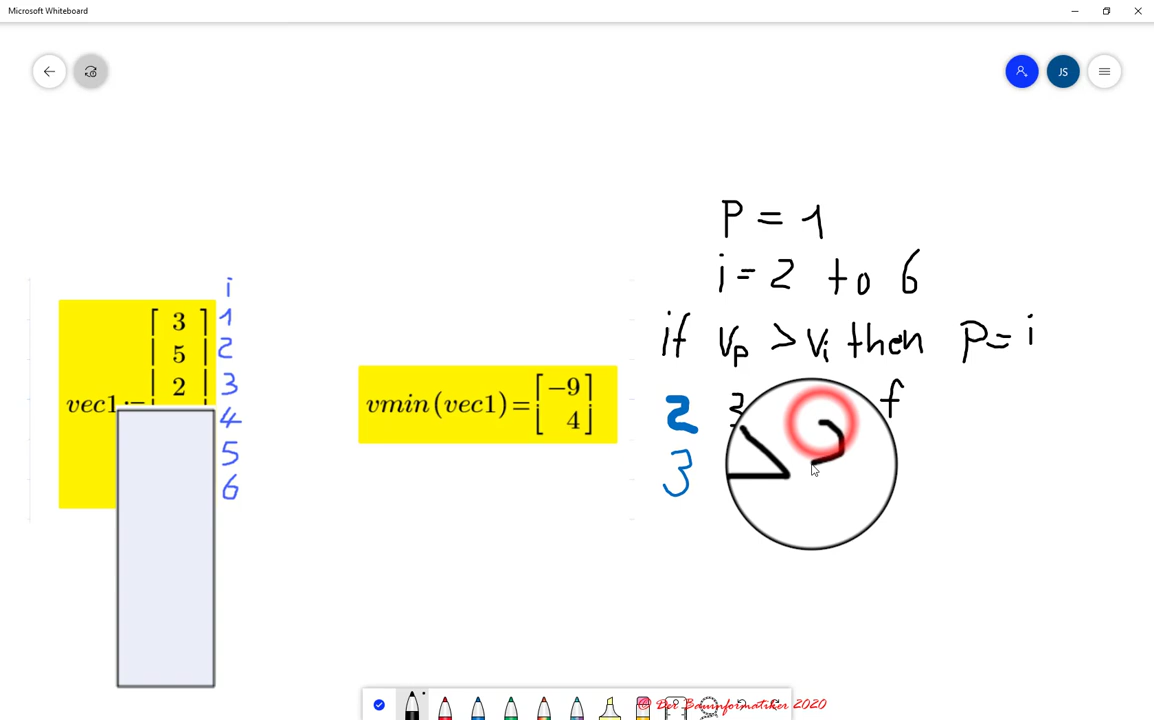 Microsoft Whiteboard
JS
P = 1
i = 2 to 6
if vp > vi then P = i
i
1
2
3
4
5
6
3
5
2
vec1:=
vmin(vec1)=
−9
4
2 3 f
3
© Der Bauinformatiker 2020